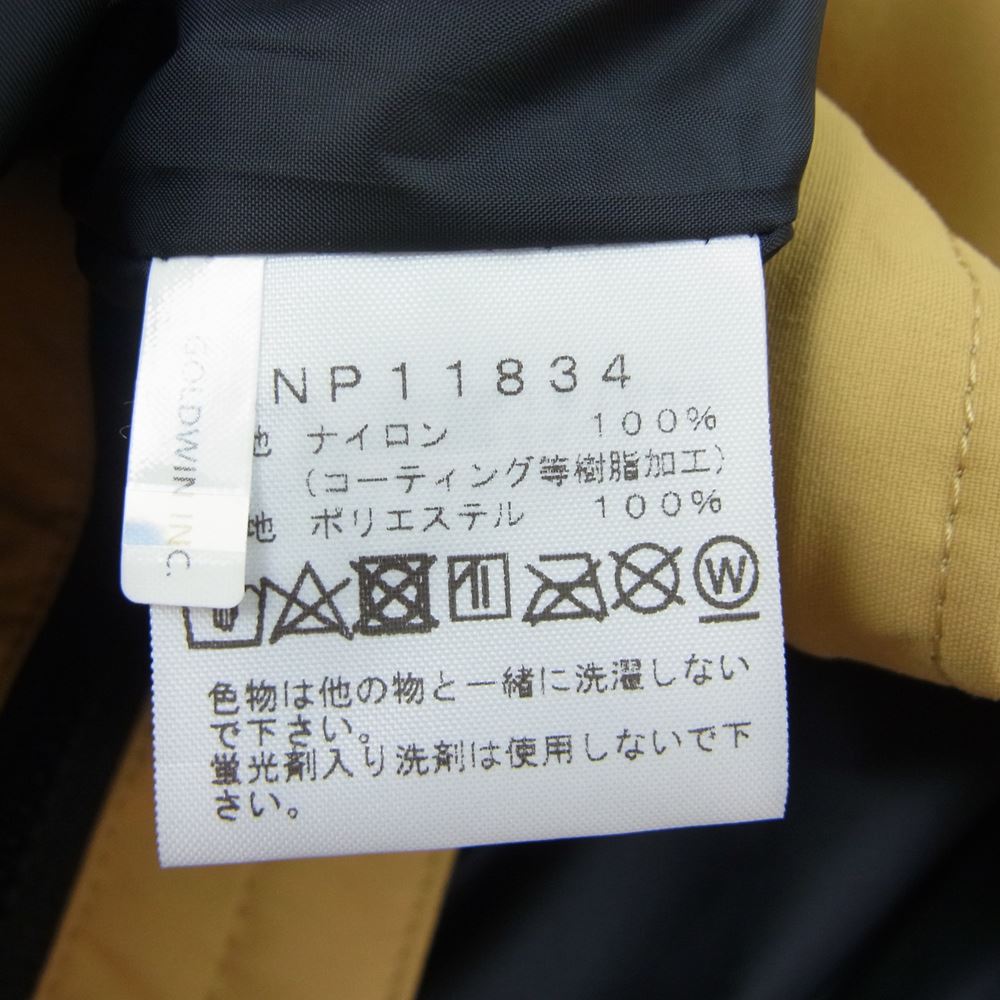 GOLDWIN INC.
NP11834
地 ナイロン 100%
(コーティング等樹脂加工)
地 ポリエステル 100%
W
色物は他の物と一緒に洗濯しない
で下さい。
蛍光剤入り洗剤は使用しないで下
さい。